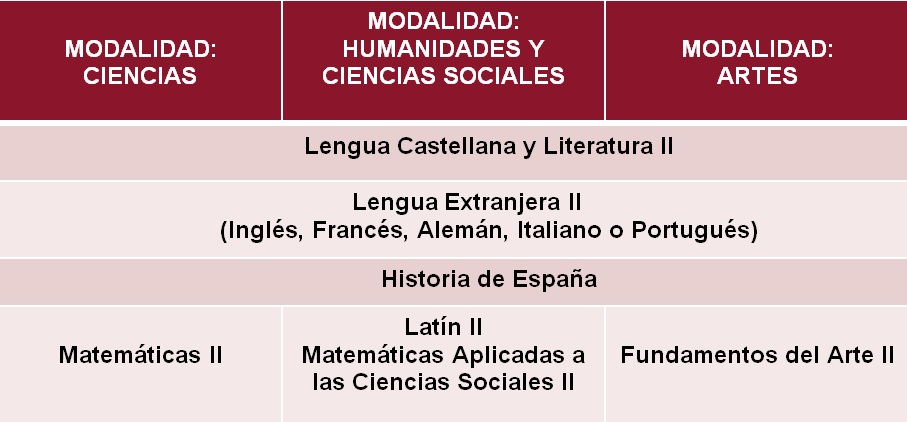 MODALIDAD:
CIENCIAS
MODALIDAD:
HUMANIDADES Y
CIENCIAS SOCIALES
MODALIDAD:
ARTES
Lengua Castellana y Literatura II
Lengua Extranjera II
(Inglés, Francés, Alemán, Italiano o Portugués)
Historia de España
Matemáticas II
Latín II
Matemáticas Aplicadas a
las Ciencias Sociales II
Fundamentos del Arte II